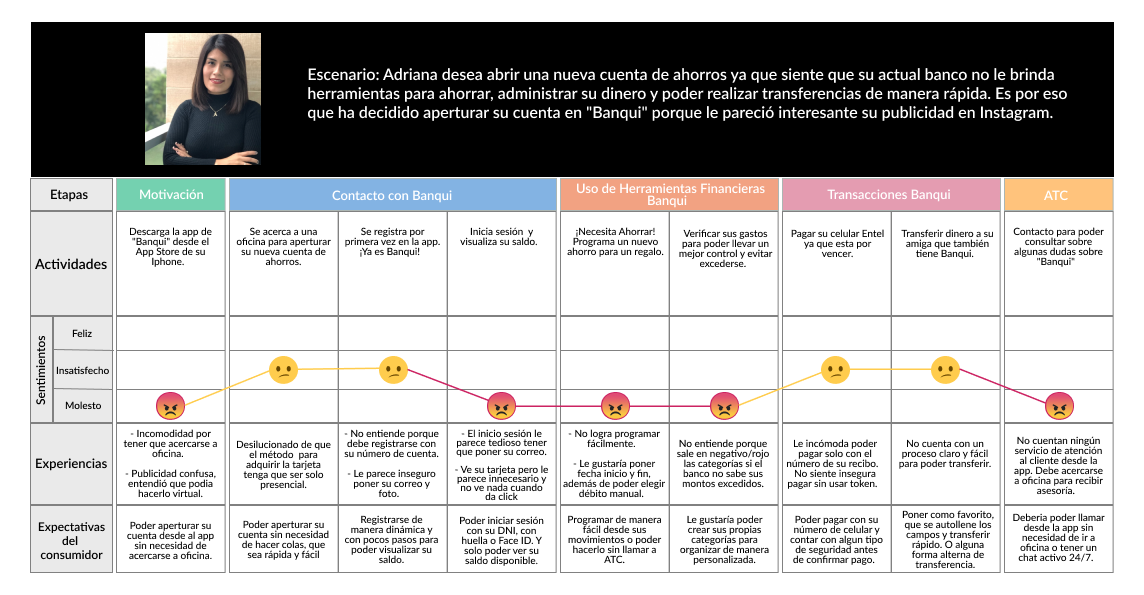 Escenario: Adriana desea abrir una nueva cuenta de ahorros ya que siente que su actual banco no le brinda
herramientas para ahorrar, administrar su dinero y poder realizar transferencias de manera rápida. Es por eso
que ha decidido aperturar su cuenta en "Banqui" porque le pareció interesante su publicidad en Instagram.
Etapas
Motivación
Contacto con Banqui
Uso de Herramientas Financieras
Banqui
Transacciones Banqui
ATC
Actividades
Descarga la app de
"Banqui" desde el
App Store de su
Iphone.
Se acerca a una
oficina para aperturar
su nueva cuenta de
ahorros.
Se registra por
primera vez en la app.
¡Ya es Banqui!
Inicia sesión y
visualiza su saldo.
¡Necesita Ahorrar!
Programa un nuevo
ahorro para un regalo.
Verificar sus gastos
para poder llevar un
mejor control y evitar
excederse.
Pagar su celular Entel
ya que esta por
vencer.
Transferir dinero a su
amiga que también
tiene Banqui.
Contacto para poder
consultar sobre
algunas dudas sobre
"Banqui"
Sentimientos
Feliz
Insatisfecho
Molesto
Experiencias
- Incomodidad por
tener que acercarse a
oficina.
- Publicidad confusa,
entendió que podia
hacerlo virtual.
Desilucionado de que
el método para
adquirir la tarjeta
tenga que ser solo
presencial.
- No entiende porque
debe registrarse con
su número de cuenta.
- Le parece inseguro
poner su correo y
foto.
- El inicio sesión le
parece tedioso tener
que poner su correo.
- Ve su tarjeta pero le
parece innecesario y
no ve nada cuando
da click
- No logra programar
fácilmente.
- Le gustaría poner
fecha inicio y fin,
además de poder elegir
débito manual.
No entiende porque
sale en negativo/rojo
las categorías si el
banco no sabe sus
montos excedidos.
Le incómoda poder
pagar solo con el
número de su recibo.
No siente insegura
pagar sin usar token.
No cuenta con un
proceso claro y fácil
para poder transferir.
No cuentan ningún
servicio de atención
al cliente desde la
app. Debe acercarse
a oficina para recibir
asesoría.
Expectativas
del
consumidor
Poder aperturar su
cuenta desde al app
sin necesidad de
acercarse a oficina.
Poder aperturar su
cuenta sin necesidad
de hacer colas, que
sea rápida y fácil
Registrarse de
manera dinámica y
con pocos pasos para
poder visualizar su
saldo.
Poder iniciar sesión
con su DNI, con
huella o Face ID. Y
solo poder ver su
saldo disponible.
Programar de manera
fácil desde sus
movimientos o poder
hacerlo sin llamar a
ATC.
Le gustaría poder
crear sus propias
categorías para
organizar de manera
personalizada.
Poder pagar con su
número de celular y
contar con algun tipo
de seguridad antes
de confirmar pago.
Poner como favorito,
que se autollene los
campos y transferir
rápido. O alguna
forma alterna de
transferencia.
Deberia poder llamar
desde la app sin
necesidad de ir a
oficina o tener un
chat activo 24/7.